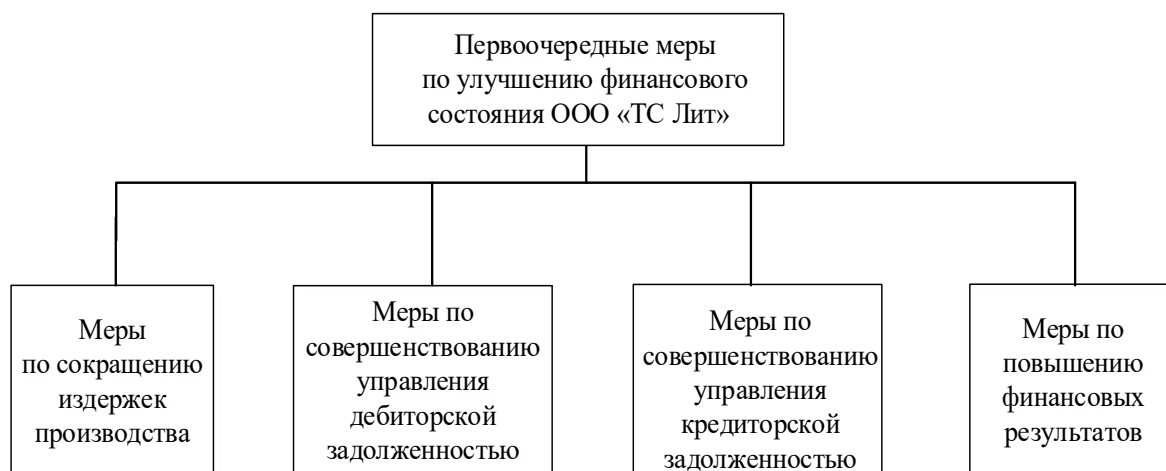 Первоочередные меры
по улучшению финансового
состояния ООО «ТС Лит»
Меры
по сокращению
издержек
производства
Меры по
совершенствованию
управления
дебиторской
задолженностью
Меры по
совершенствованию
управления
кредиторской
задолженностью
Меры по
повышению
финансовых
результатов